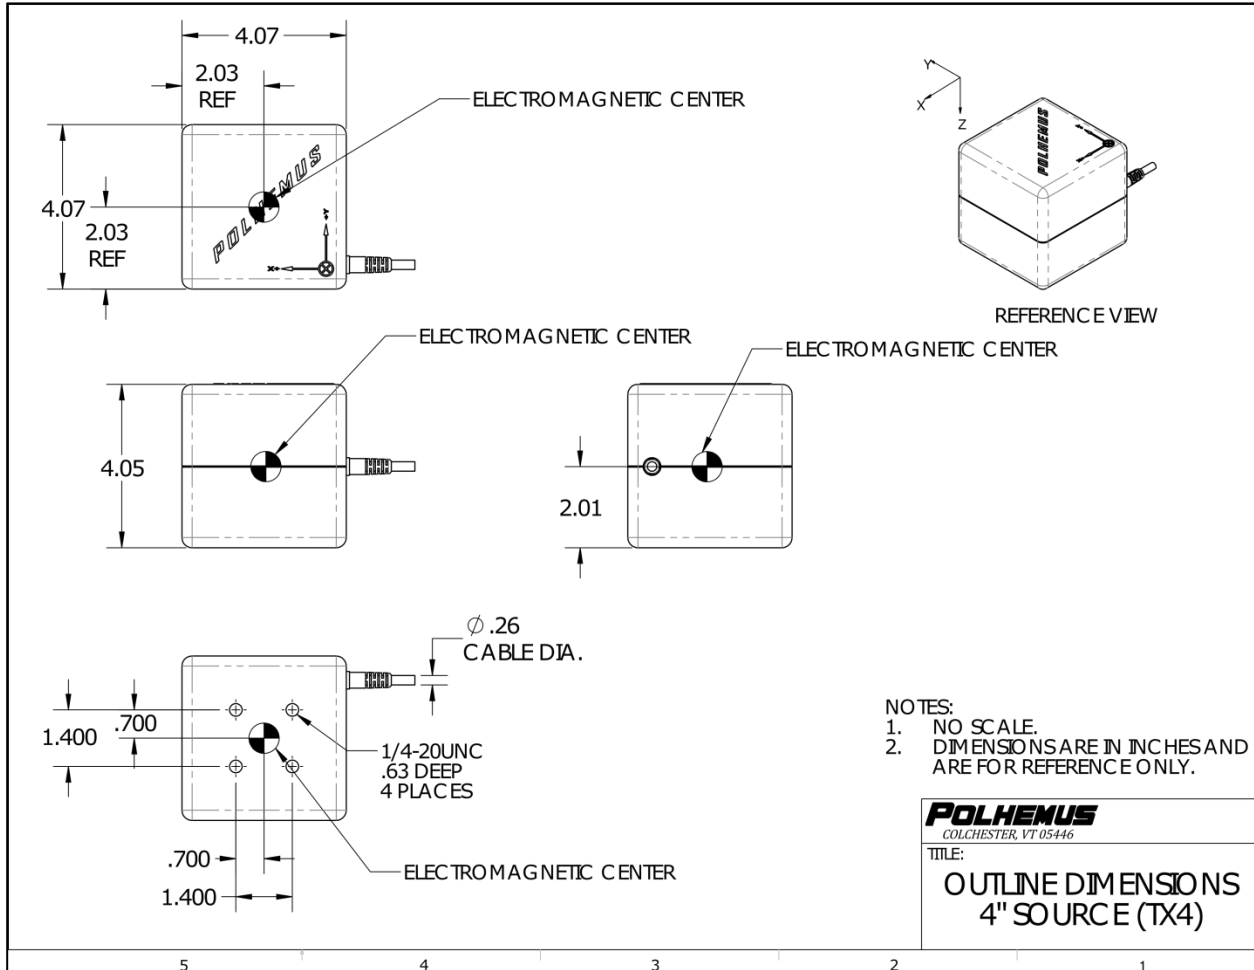 4.07
2.03
REF
ELECTROMAGNETIC CENTER
POLHEMUS
4.07
2.03
REF
+Y
X+
Y
X
Z
POLHEMUS
REFERENCE VIEW
ELECTROMAGNETIC CENTER
4.05
ELECTROMAGNETIC CENTER
2.01
Ø .26
CABLE DIA.
1.400
.700
1/4-20UNC
.63 DEEP
4 PLACES
.700
1.400
ELECTROMAGNETIC CENTER
NOTES:
1. NO SCALE.
2. DIMENSIONS ARE IN INCHES AND
ARE FOR REFERENCE ONLY.
POLHEMUS
COLCHESTER, VT 05446
TITLE:
OUTLINE DIMENSIONS
4" SOURCE (TX4)
5 4 3 2 1